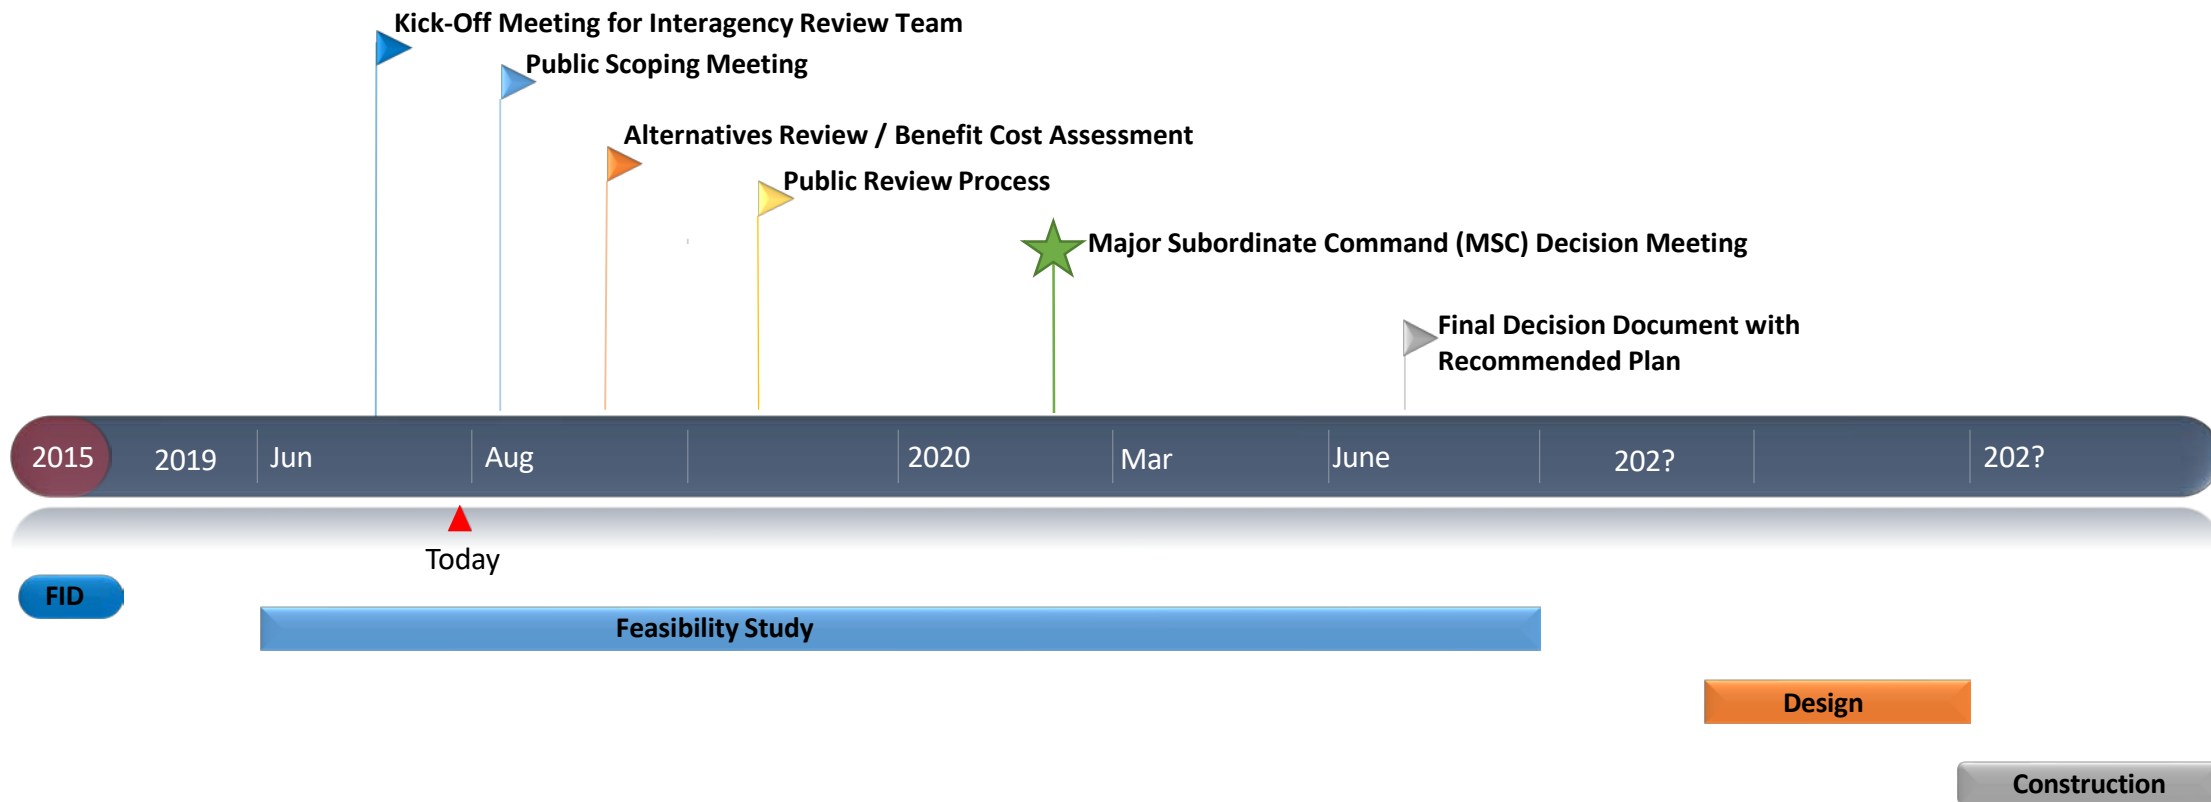 Kick-Off Meeting for Interagency Review Team
Public Scoping Meeting
Alternatives Review / Benefit Cost Assessment
Public Review Process
Major Subordinate Command (MSC) Decision Meeting
Final Decision Document with
Recommended Plan
2015
2019
Jun
Aug
2020
Mar
June
202?
202?
Today
FID
Feasibility Study
Design
Construction